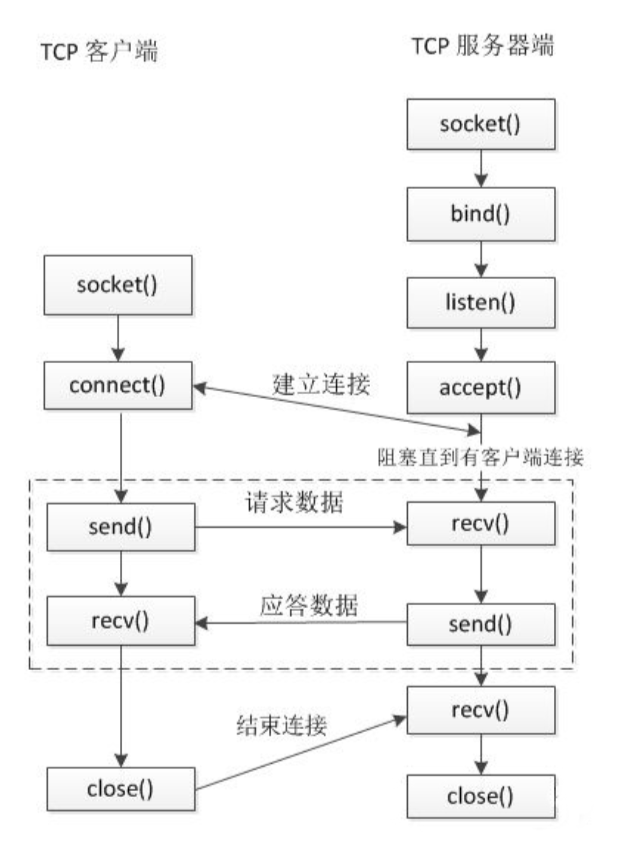 TCP 客户端
TCP 服务器端
socket()
bind()
socket()
listen()
connect()
建立连接
accept()
阻塞直到有客户端连接
send()
请求数据
recv()
recv()
应答数据
send()
结束连接
recv()
close()
close()